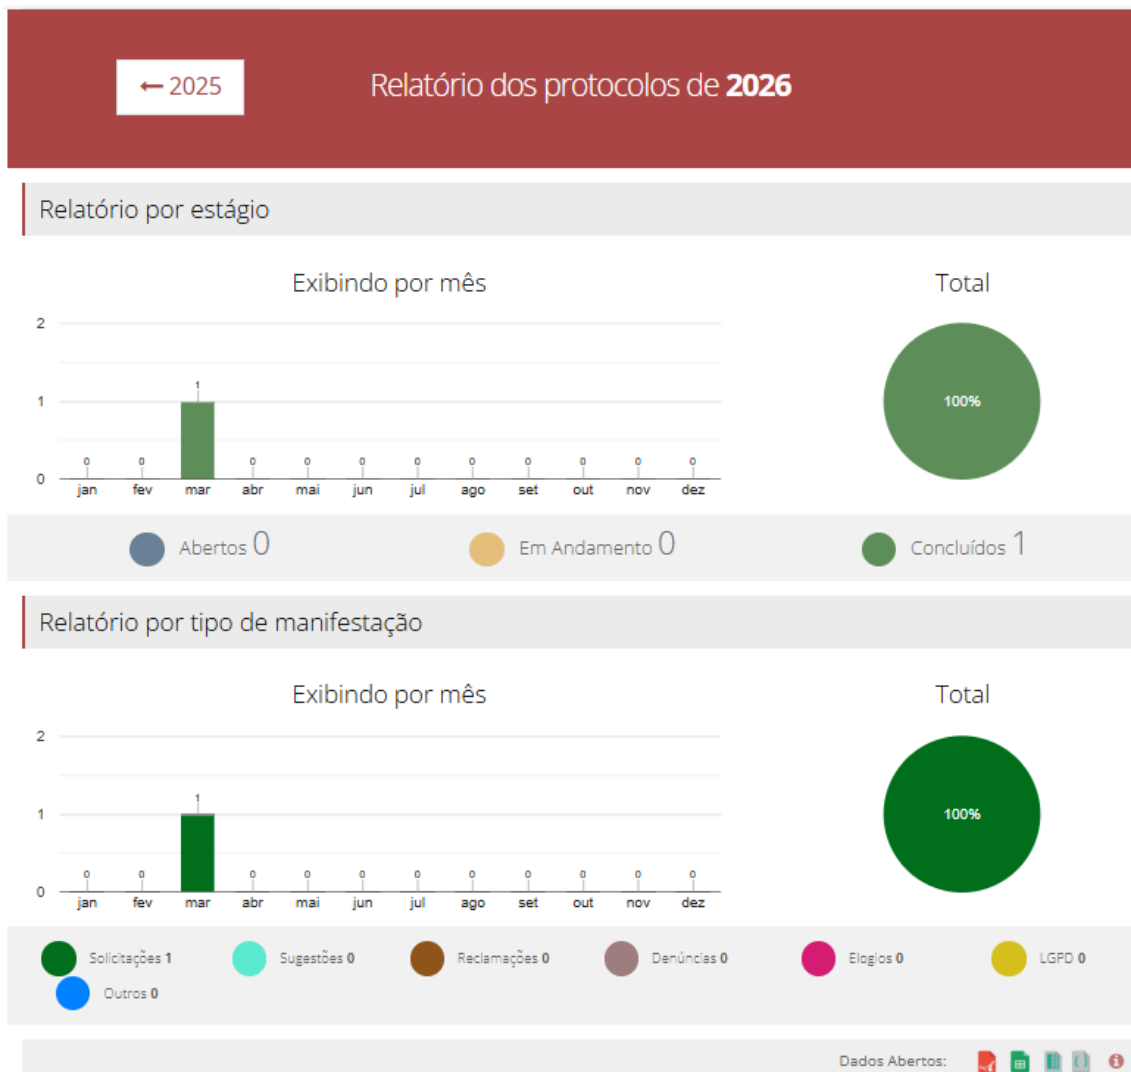 ← 2025
Relatório dos protocolos de 2026
Relatório por estágio
Exibindo por mês
Total
2
1
0
1
0 0 0 0 0 0 0 0 0 0 0
jan fev mar abr mai jun jul ago set out nov dez
100%
Abertos 0
Em Andamento 0
Concluídos 1
Relatório por tipo de manifestação
Exibindo por mês
Total
2
1
0
1
0 0 0 0 0 0 0 0 0 0 0
jan fev mar abr mai jun jul ago set out nov dez
100%
Solicitações 1
Sugestões 0
Reclamações 0
Denúncias 0
Elogios 0
LGPD 0
Outros 0
Dados Abertos: